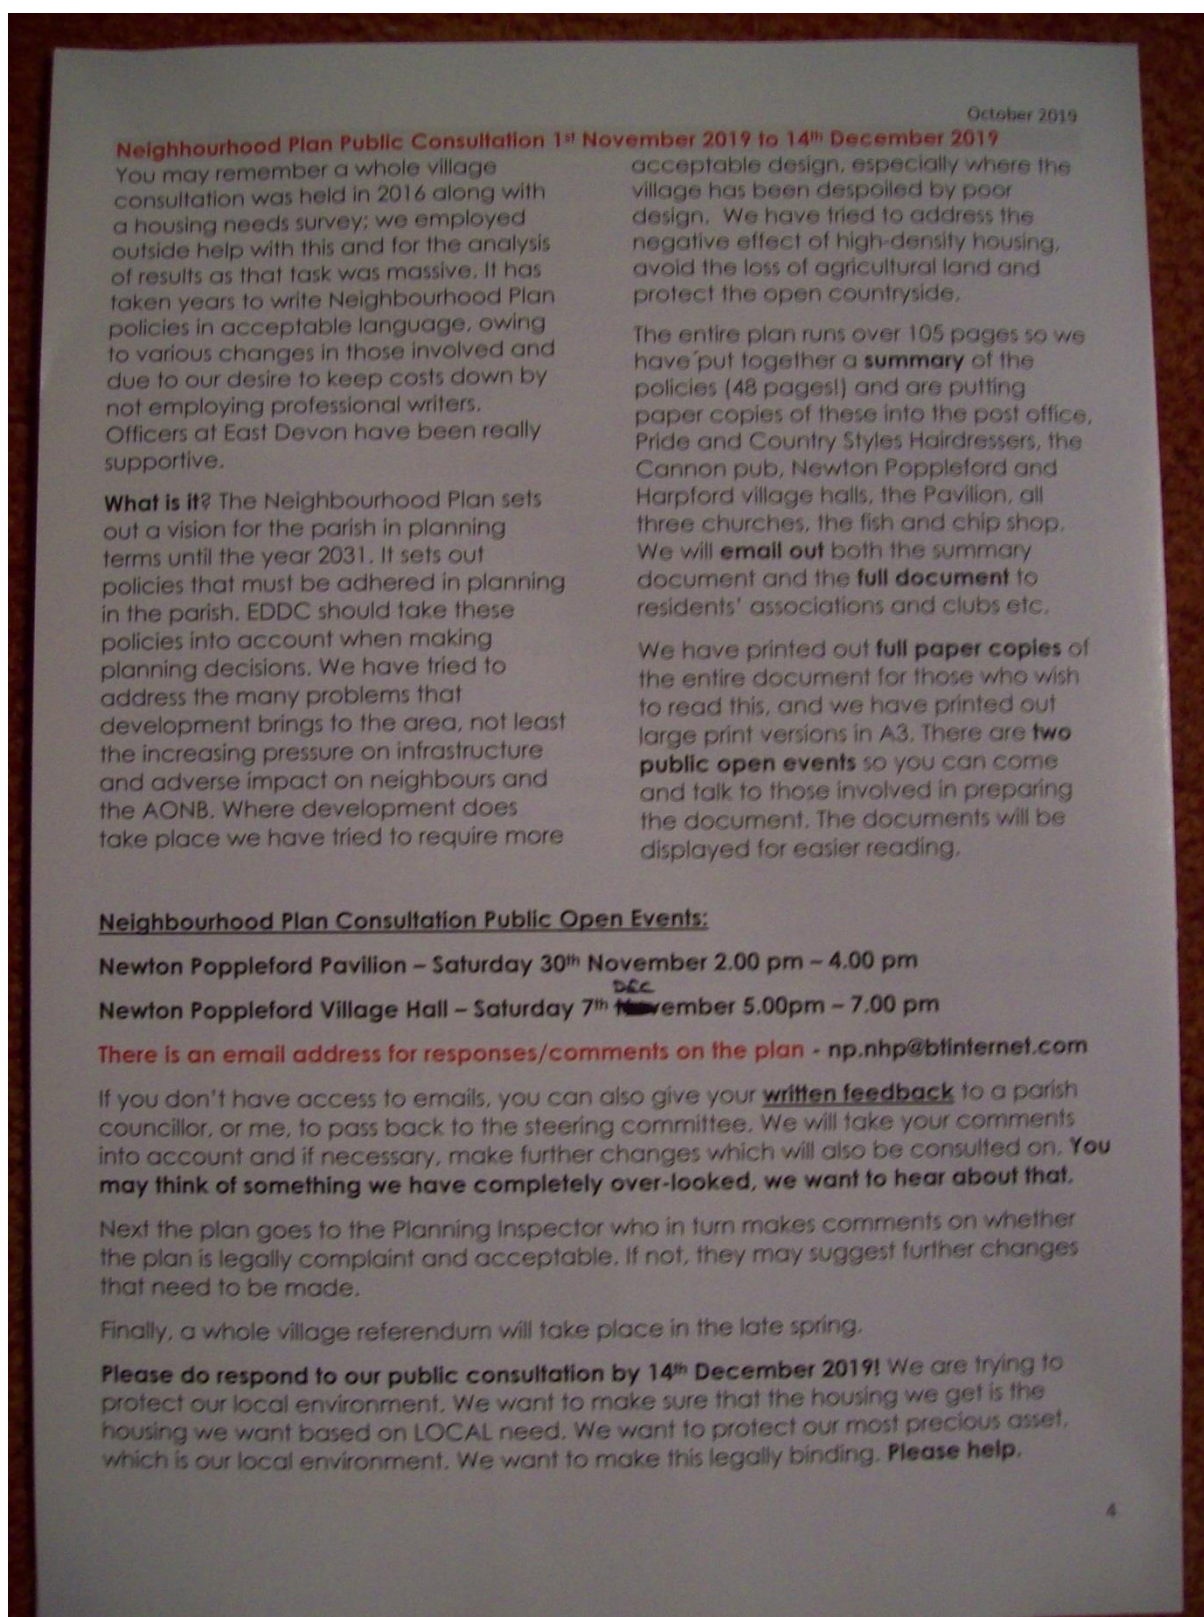 October 2019
Neighhourhood Plan Public Consultation 1st November 2019 to 14th December 2019
You may remember a whole village
consultation was held in 2016 along with
a housing needs survey; we employed
outside help with this and for the analysis
of results as that task was massive. It has
taken years to write Neighbourhood Plan
policies in acceptable language, owing
to various changes in those involved and
due to our desire to keep costs down by
not employing professional writers.
Officers at East Devon have been really
supportive.
What is it? The Neighbourhood Plan sets
out a vision for the parish in planning
terms until the year 2031. It sets out
policies that must be adhered in planning
in the parish. EDDC should take these
policies into account when making
planning decisions. We have tried to
address the many problems that
development brings to the area, not least
the increasing pressure on infrastructure
and adverse impact on neighbours and
the AONB. Where development does
take place we have tried to require more
acceptable design, especially where the
village has been despoiled by poor
design. We have tried to address the
negative effect of high-density housing,
avoid the loss of agricultural land and
protect the open countryside.
The entire plan runs over 105 pages so we
have put together a summary of the
policies (48 pages!) and are putting
paper copies of these into the post office,
Pride and Country Styles Hairdressers, the
Cannon pub, Newton Poppleford and
Harpford village halls, the Pavilion, all
three churches, the fish and chip shop.
We will email out both the summary
document and the full document to
residents' associations and clubs etc.
We have printed out full paper copies of
the entire document for those who wish
to read this, and we have printed out
large print versions in A3. There are two
public open events so you can come
and talk to those involved in preparing
the document. The documents will be
displayed for easier reading.
Neighbourhood Plan Consultation Public Open Events:
Newton Poppleford Pavilion – Saturday 30th November 2.00 pm – 4.00 pm
DEC
Newton Poppleford Village Hall – Saturday 7th vember 5.00pm – 7.00 pm
There is an email address for responses/comments on the plan - np.nhp@btinternet.com
If you don't have access to emails, you can also give your written feedback to a parish
councillor, or me, to pass back to the steering committee. We will take your comments
into account and if necessary, make further changes which will also be consulted on. You
may think of something we have completely over-looked, we want to hear about that.
Next the plan goes to the Planning Inspector who in turn makes comments on whether
the plan is legally complaint and acceptable. If not, they may suggest further changes
that need to be made.
Finally, a whole village referendum will take place in the late spring.
Please do respond to our public consultation by 14th December 2019! We are trying to
protect our local environment. We want to make sure that the housing we get is the
housing we want based on LOCAL need. We want to protect our most precious asset,
which is our local environment. We want to make this legally binding. Please help.
4